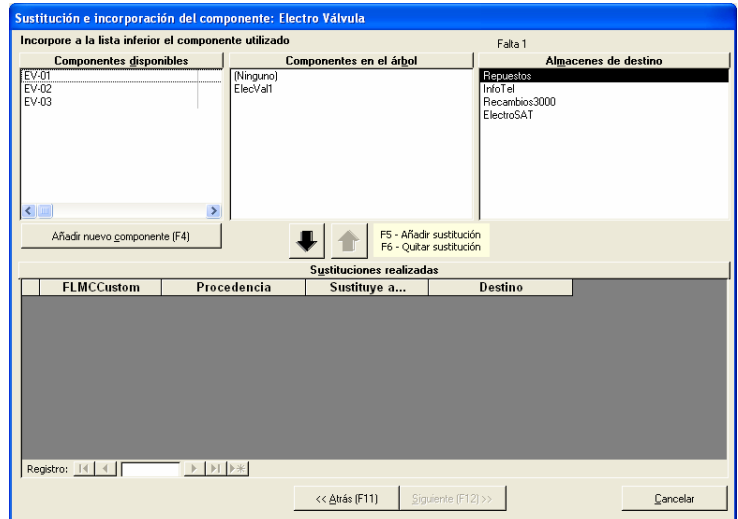 Sustitución e incorporación del componente: Electro Válvula
Incorpore a la lista inferior el componente utilizado
Falta 1
Componentes disponibles
EV-01
EV-02
EV-03
Componentes en el árbol
(Ninguno)
ElecVal1
Almacenes de destino
Repuestos
InfoTel
Recambios3000
ElectroSAT
Añadir nuevo componente (F4)
F5 - Añadir sustitución
F6 - Quitar sustitución
Sustituciones realizadas
FLMCCustom Procedencia Sustituye a... Destino
Registro:
<< Atrás (F11) Siguiente (F12) >> Cancelar